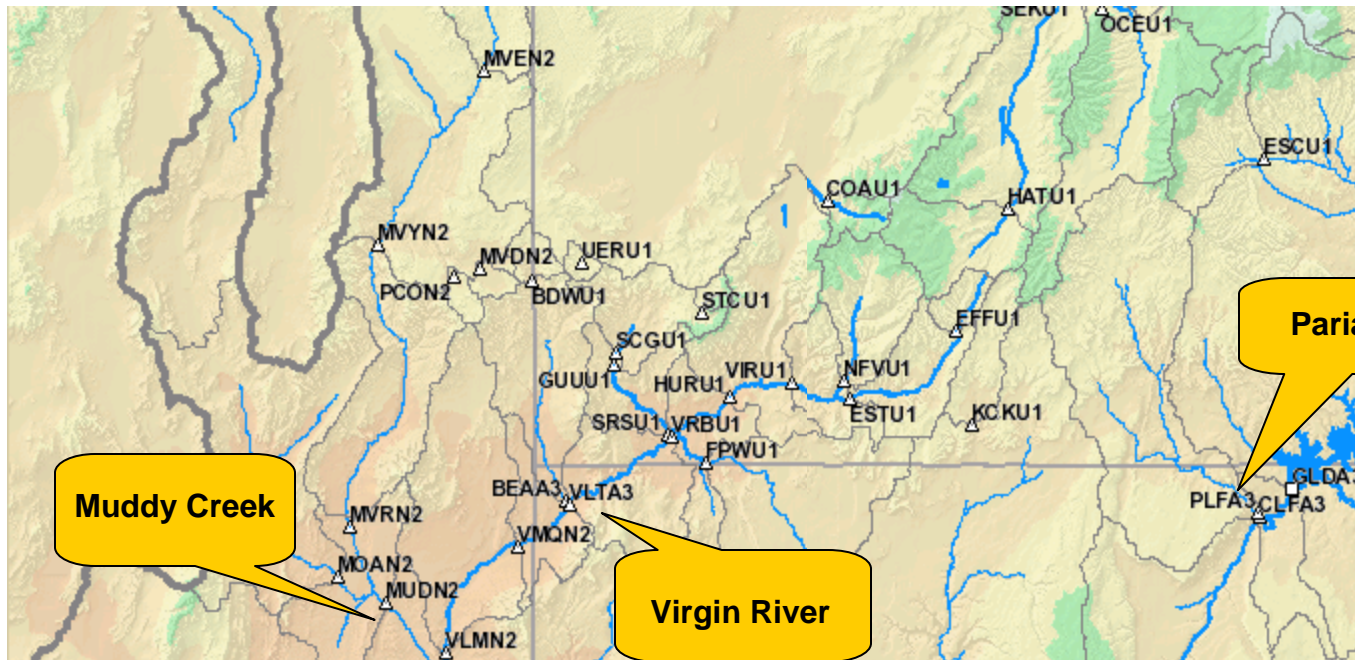 SEKU1
OCEU1
MVEN2
ESCU1
COAU1
HATU1
MVYN2
MVDN2
UERU1
PCON2
BDWU1
STCU1
EFFU1
Paria
SCGU1
GUUU1
VIRU1
NFVU1
HURU1
ESTU1
KCKU1
SRSU1
VRBU1
FPWU1
GLDA3
BEAA3
VLTA3
PLFA3
CLFA3
Muddy Creek
MVRN2
VMQN2
MOAN2
MUDN2
Virgin River
VLMN2